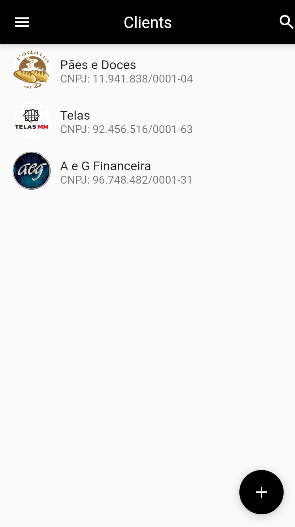 Clients
Pães e Doces
CNPJ: 11.941.838/0001-04
TELAS MM
Telas
CNPJ: 92.456.516/0001-63
aeg
A e G Financeira
CNPJ: 96.748.482/0001-31